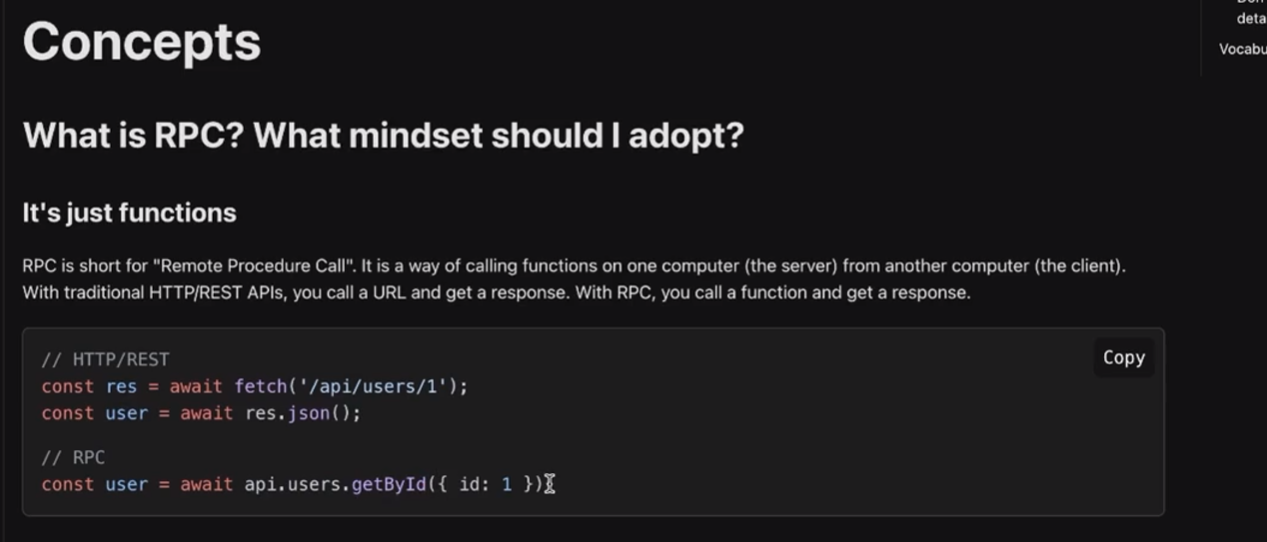 Concepts
What is RPC? What mindset should I adopt?
It's just functions
RPC is short for "Remote Procedure Call". It is a way of calling functions on one computer (the server) from another computer (the client).
With traditional HTTP/REST APIs, you call a URL and get a response. With RPC, you call a function and get a response.
Copy
// HTTP/REST
const res = await fetch('/api/users/1');
const user = await res.json();
// RPC
const user = await api.users.getById({ id: 1 })
deta
Vocabu